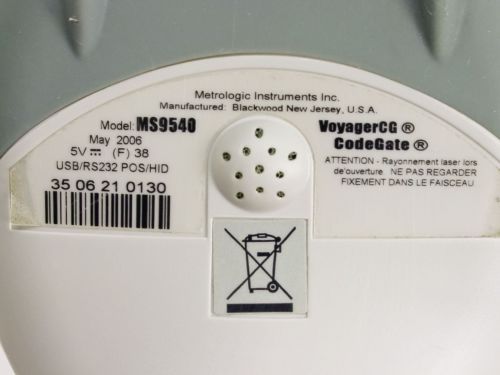 Metrologic Instruments Inc.
Manufactured: Blackwood New Jersey, U.S.A.
Model: MS9540
May 2006
5V⎓ (F) 38
USB/RS232 POS/HID
35 06 21 0130
VoyagerCG ®
CodeGate ®
ATTENTION - Rayonnement laser lors
de'ouverture NE PAS REGARDER
FIXEMENT DANS LE FAISCEAU